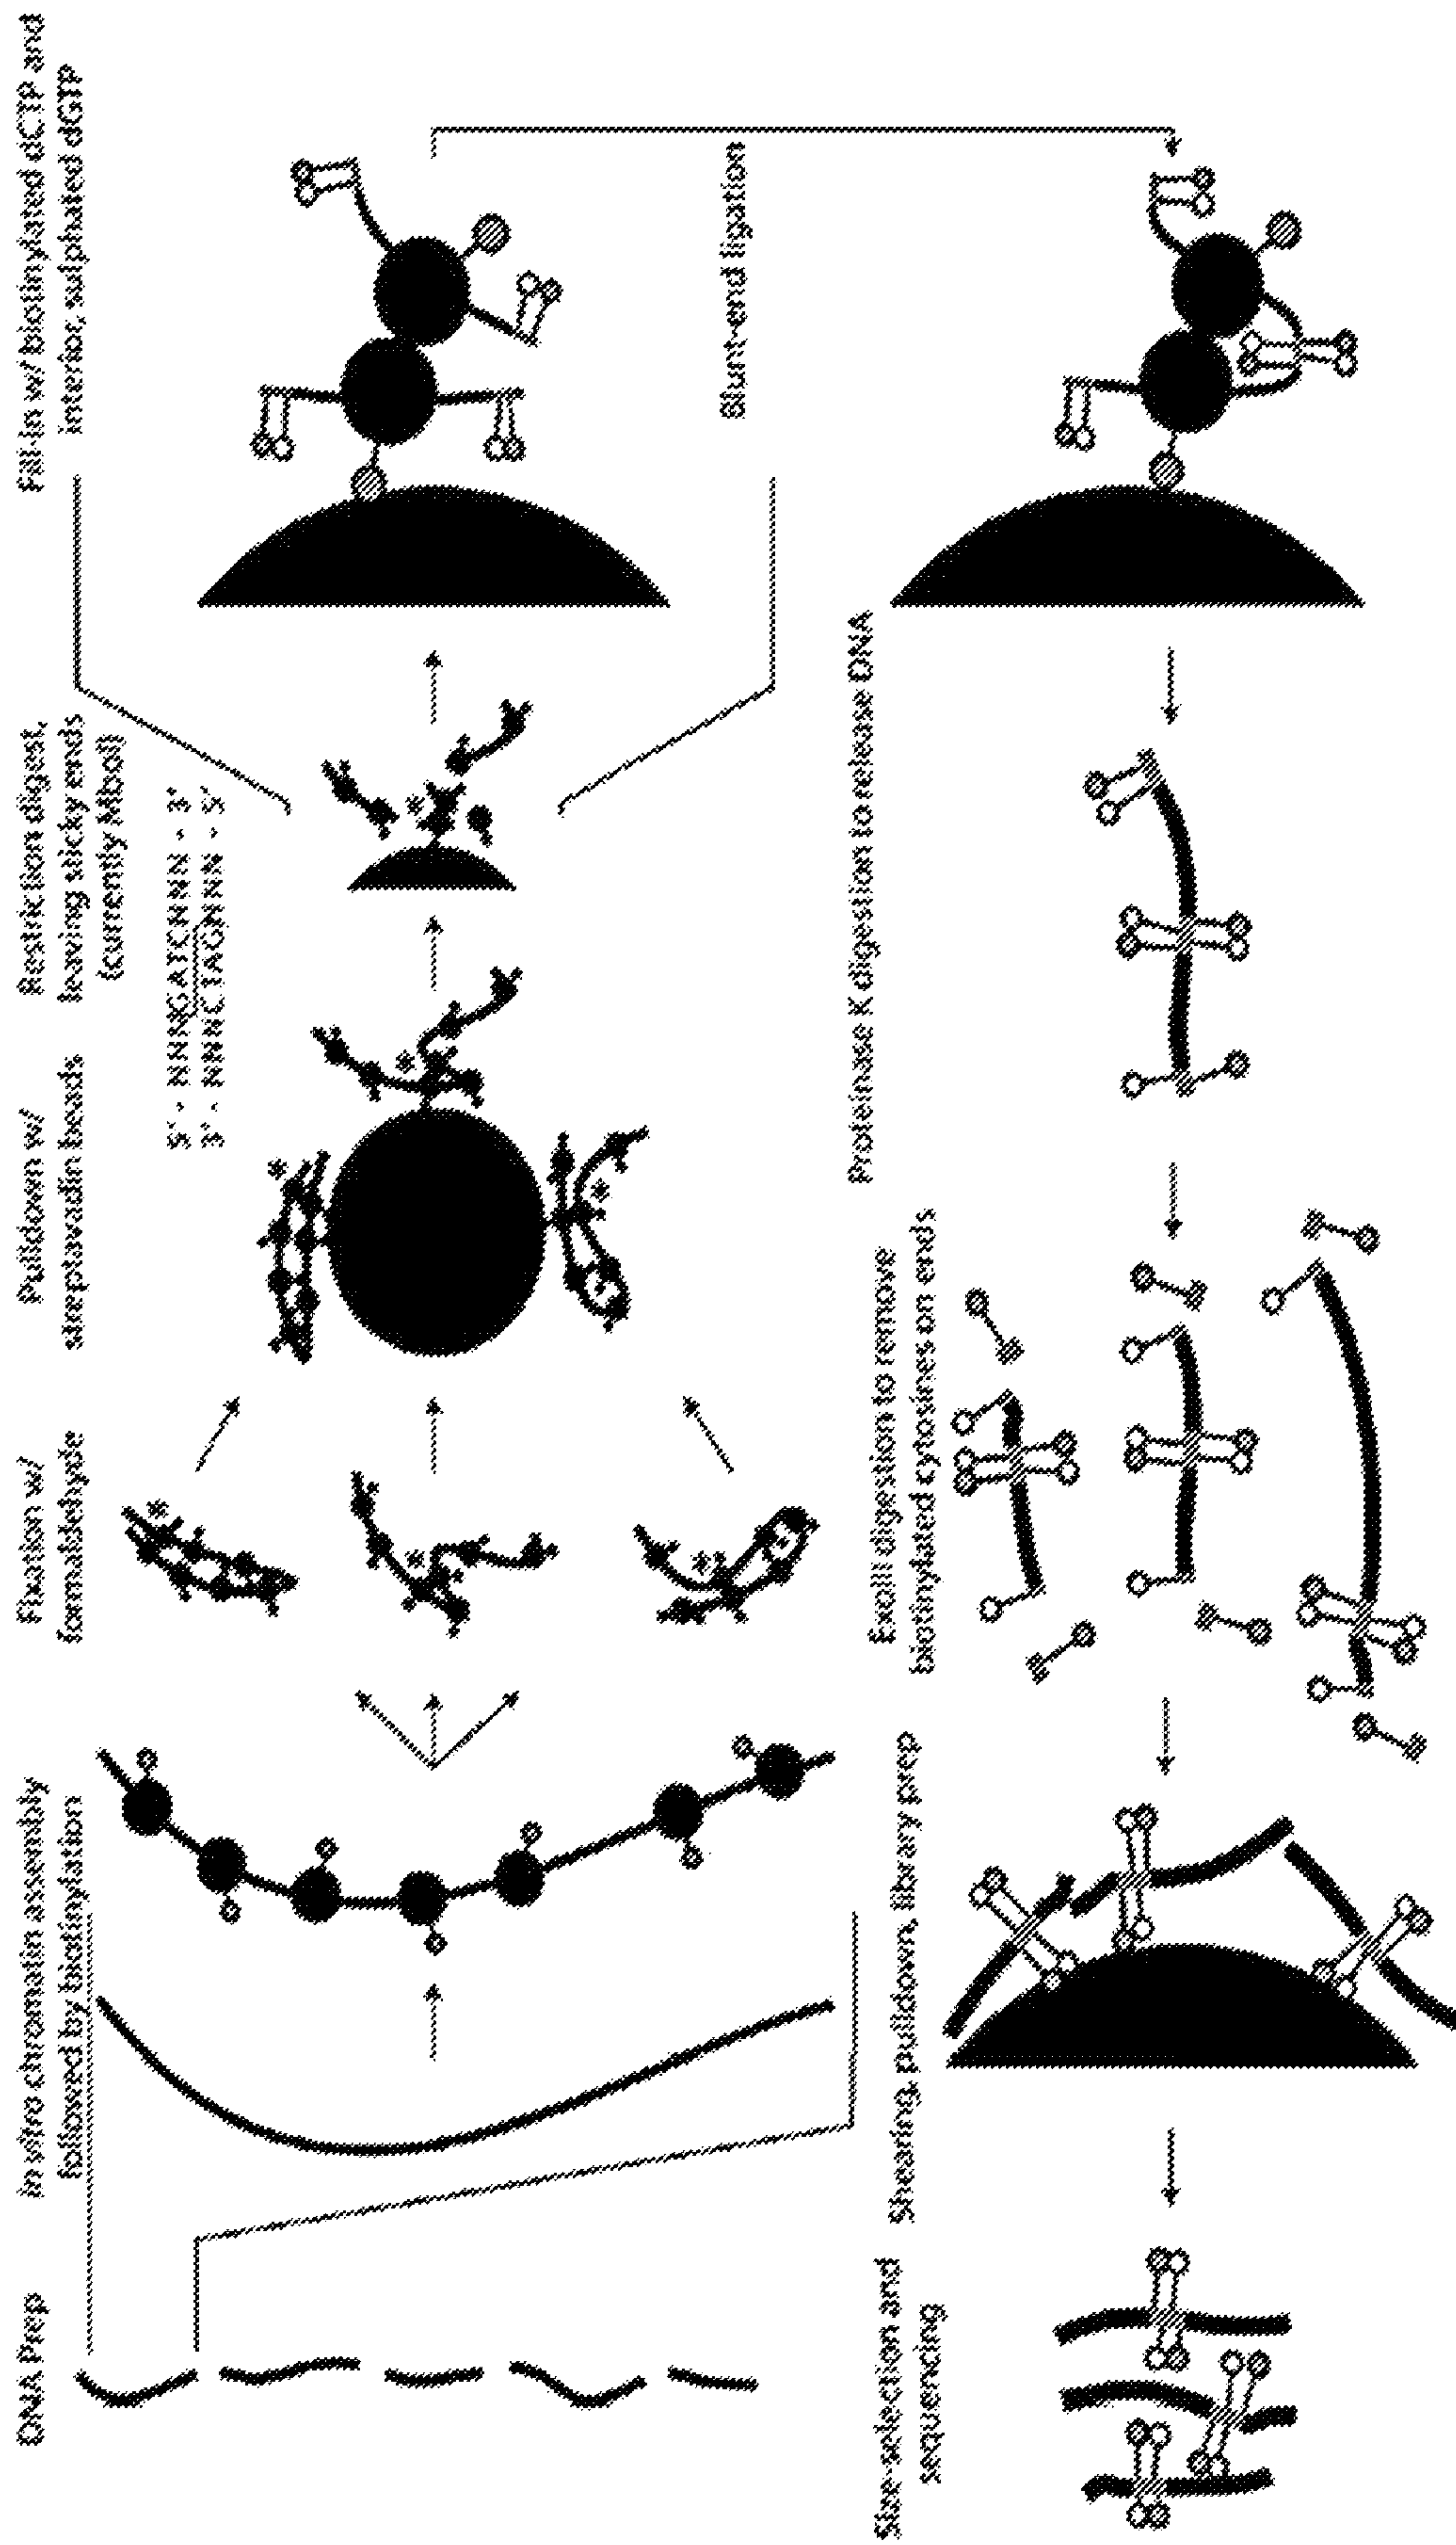 DNA Prep
in vitro chromatin assembly
followed by biotinylation
Fixation w/
formaldehyde
Pulldown w/
streptavadin beads
Restriction digest,
leaving sticky ends
(currently MboI)
5' - NNNGATCNNN - 3'
3' - NNNCTAGNNN - 5'
Fill-in w/ biotinylated dCTP and
interior, sulphated dGTP
Blunt-end ligation
Proteinase K digestion to release DNA
ExoIII digestion to remove
biotinylated cytosines on ends
Shearing, pulldown, library prep
Size-selection and
sequencing